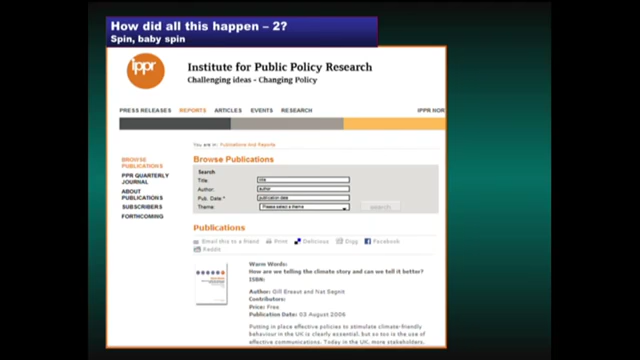 How did all this happen – 2?
Spin, baby spin
ippr
Institute for Public Policy Research
Challenging ideas - Changing Policy
PRESS RELEASES REPORTS ARTICLES EVENTS RESEARCH IPPR NOR
You are in: Publications And Reports
BROWSE
PUBLICATIONS
PPR QUARTERLY
JOURNAL
ABOUT
PUBLICATIONS
SUBSCRIBERS
FORTHCOMING
Browse Publications
Search
Title: title
Author: author
Pub. Date:* publication date
Theme: Please select a theme
search
Publications
Email this to a friend Print Delicious Digg Facebook
Reddit
Warm Words:
How are we telling the climate story and can we tell it better?
ISBN:
Author: Gill Ereaut and Nat Segnit
Contributors:
Price: Free
Publication Date: 03 August 2006
Putting in place effective policies to stimulate climate-friendly
behaviour in the UK is clearly essential, but so too is the use of
effective communications. Today in the UK, more stakeholders,